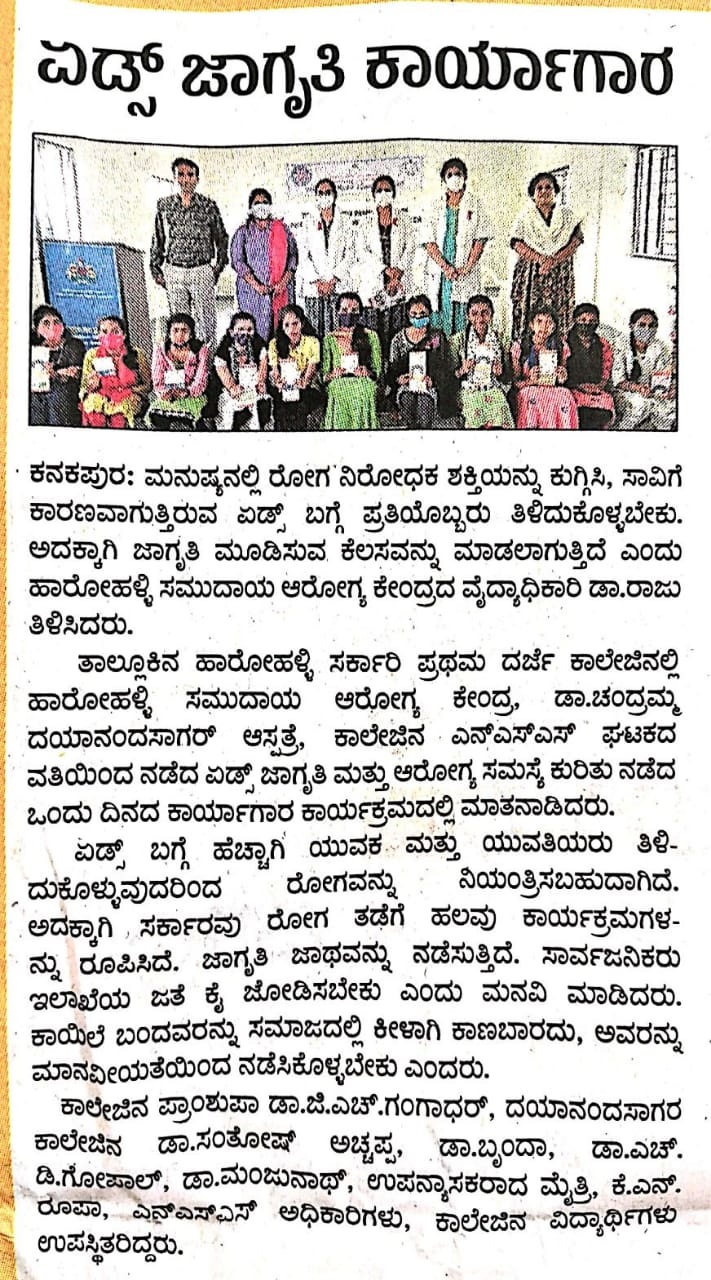 ಏಡ್ಸ್ ಜಾಗೃತಿ ಕಾರ್ಯಾಗಾರ
ಕನಕಪುರ: ಮನುಷ್ಯನಲ್ಲಿ ರೋಗ ನಿರೋಧಕ ಶಕ್ತಿಯನ್ನು ಕುಗ್ಗಿಸಿ, ಸಾವಿಗೆ
ಕಾರಣವಾಗುತ್ತಿರುವ ಏಡ್ಸ್ ಬಗ್ಗೆ ಪ್ರತಿಯೊಬ್ಬರು ತಿಳಿದುಕೊಳ್ಳಬೇಕು.
ಅದಕ್ಕಾಗಿ ಜಾಗೃತಿ ಮೂಡಿಸುವ ಕೆಲಸವನ್ನು ಮಾಡಲಾಗುತ್ತಿದೆ ಎಂದು
ಹಾರೋಹಳ್ಳಿ ಸಮುದಾಯ ಆರೋಗ್ಯ ಕೇಂದ್ರದ ವೈದ್ಯಾಧಿಕಾರಿ ಡಾ.ರಾಜು
ತಿಳಿಸಿದರು.
ತಾಲ್ಲೂಕಿನ ಹಾರೋಹಳ್ಳಿ ಸರ್ಕಾರಿ ಪ್ರಥಮ ದರ್ಜೆ ಕಾಲೇಜಿನಲ್ಲಿ
ಹಾರೋಹಳ್ಳಿ ಸಮುದಾಯ ಆರೋಗ್ಯ ಕೇಂದ್ರ, ಡಾ.ಚಂದ್ರಮ್ಮ
ದಯಾನಂದಸಾಗರ್ ಆಸ್ಪತ್ರೆ, ಕಾಲೇಜಿನ ಎನ್ಎಸ್ಎಸ್ ಘಟಕದ
ವತಿಯಿಂದ ನಡೆದ ಏಡ್ಸ್ ಜಾಗೃತಿ ಮತ್ತು ಆರೋಗ್ಯ ಸಮಸ್ಯೆ ಕುರಿತು ನಡೆದ
ಒಂದು ದಿನದ ಕಾರ್ಯಾಗಾರ ಕಾರ್ಯಕ್ರಮದಲ್ಲಿ ಮಾತನಾಡಿದರು.
ಏಡ್ಸ್ ಬಗ್ಗೆ ಹೆಚ್ಚಾಗಿ ಯುವಕ ಮತ್ತು ಯುವತಿಯರು ತಿಳಿ-
ದುಕೊಳ್ಳುವುದರಿಂದ ರೋಗವನ್ನು ನಿಯಂತ್ರಿಸಬಹುದಾಗಿದೆ.
ಅದಕ್ಕಾಗಿ ಸರ್ಕಾರವು ರೋಗ ತಡೆಗೆ ಹಲವು ಕಾರ್ಯಕ್ರಮಗಳ-
ನ್ನು ರೂಪಿಸಿದೆ. ಜಾಗೃತಿ ಜಾಥವನ್ನು ನಡೆಸುತ್ತಿದೆ. ಸಾರ್ವಜನಿಕರು
ಇಲಾಖೆಯ ಜತೆ ಕೈ ಜೋಡಿಸಬೇಕು ಎಂದು ಮನವಿ ಮಾಡಿದರು.
ಕಾಯಿಲೆ ಬಂದವರನ್ನು ಸಮಾಜದಲ್ಲಿ ಕೀಳಾಗಿ ಕಾಣಬಾರದು, ಅವರನ್ನು
ಮಾನವೀಯತೆಯಿಂದ ನಡೆಸಿಕೊಳ್ಳಬೇಕು ಎಂದರು.
ಕಾಲೇಜಿನ ಪ್ರಾಂಶುಪಾ ಡಾ.ಜಿ.ಎಚ್.ಗಂಗಾಧರ್, ದಯಾನಂದಸಾಗರ
ಕಾಲೇಜಿನ ಡಾ.ಸಂತೋಷ್ ಅಚ್ಚಪ್ಪ, ಡಾ.ಬೃಂದಾ, ಡಾ.ಎಚ್.
ಡಿ.ಗೋಪಾಲ್, ಡಾ.ಮಂಜುನಾಥ್, ಉಪನ್ಯಾಸಕರಾದ ಮೈತ್ರಿ, ಕೆ.ಎನ್.
ರೂಪಾ, ಎನ್ಎಸ್ಎಸ್ ಅಧಿಕಾರಿಗಳು, ಕಾಲೇಜಿನ ವಿದ್ಯಾರ್ಥಿಗಳು
ಉಪಸ್ಥಿತರಿದ್ದರು.